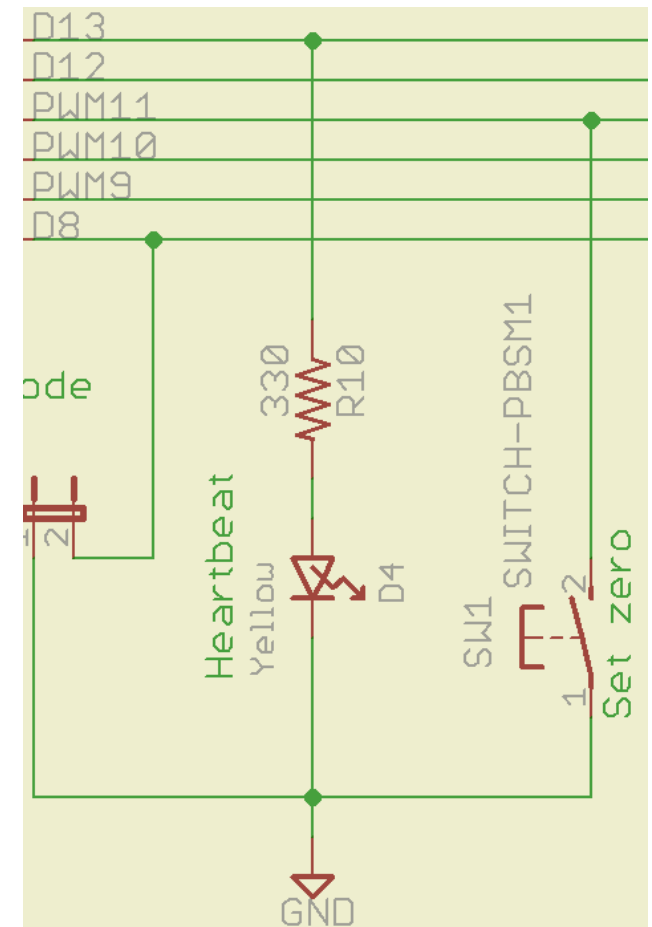 D13
D12
PWM11
PWM10
PWM9
D8
ode
330
R10
SWITCH-PBSM1
1 2
Heartbeat
Yellow
D4
SW1
2
1
Set zero
GND